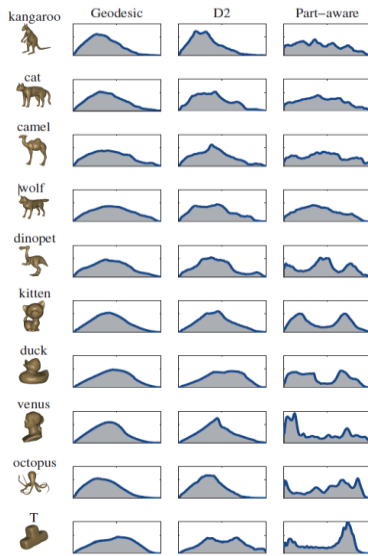 Geodesic D2 Part-aware
kangaroo
cat
camel
wolf
dinopet
kitten
duck
venus
octopus
T